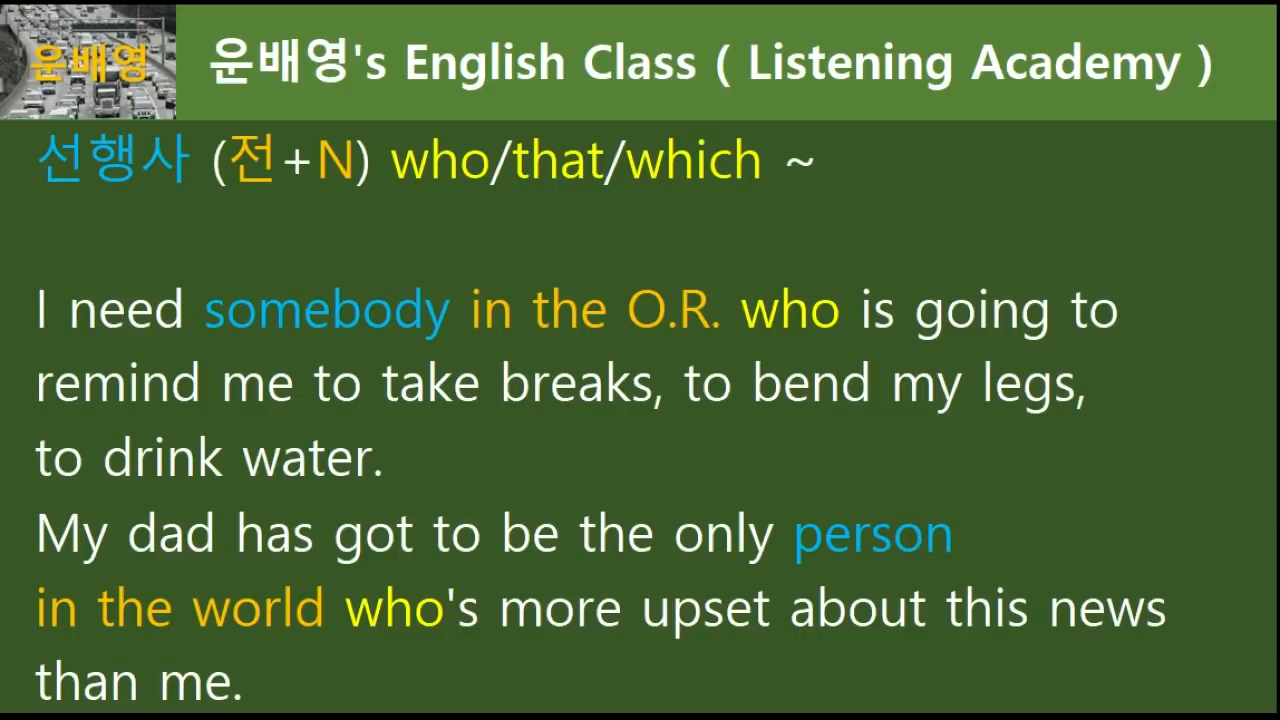 운배영
운배영's English Class ( Listening Academy )
선행사 (전+N) who/that/which ~
I need somebody in the O.R. who is going to
remind me to take breaks, to bend my legs,
to drink water.
My dad has got to be the only person
in the world who's more upset about this news
than me.